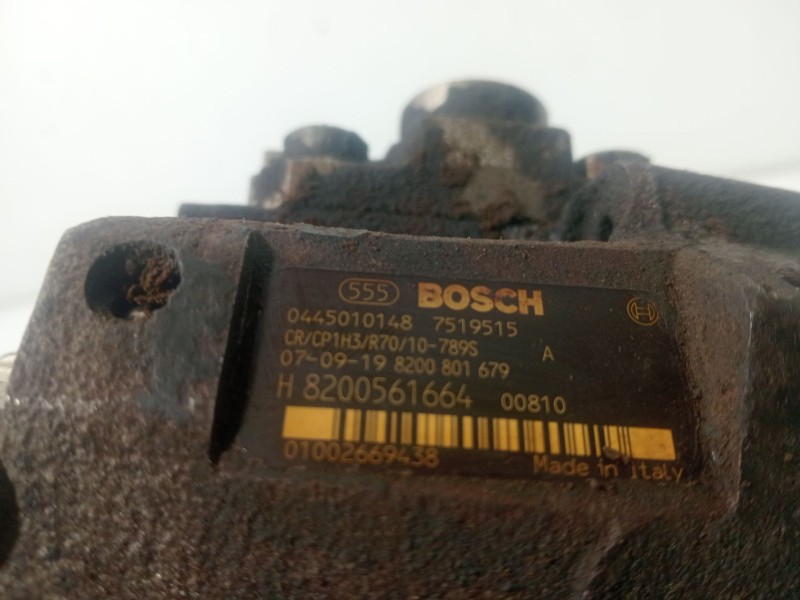 555 BOSCH
0445010148 7519515
CR/CP1H3/R70/10-789S A
07-09-19 8200 801 679
H 8200561664 00810
01002669438 Made in Italy